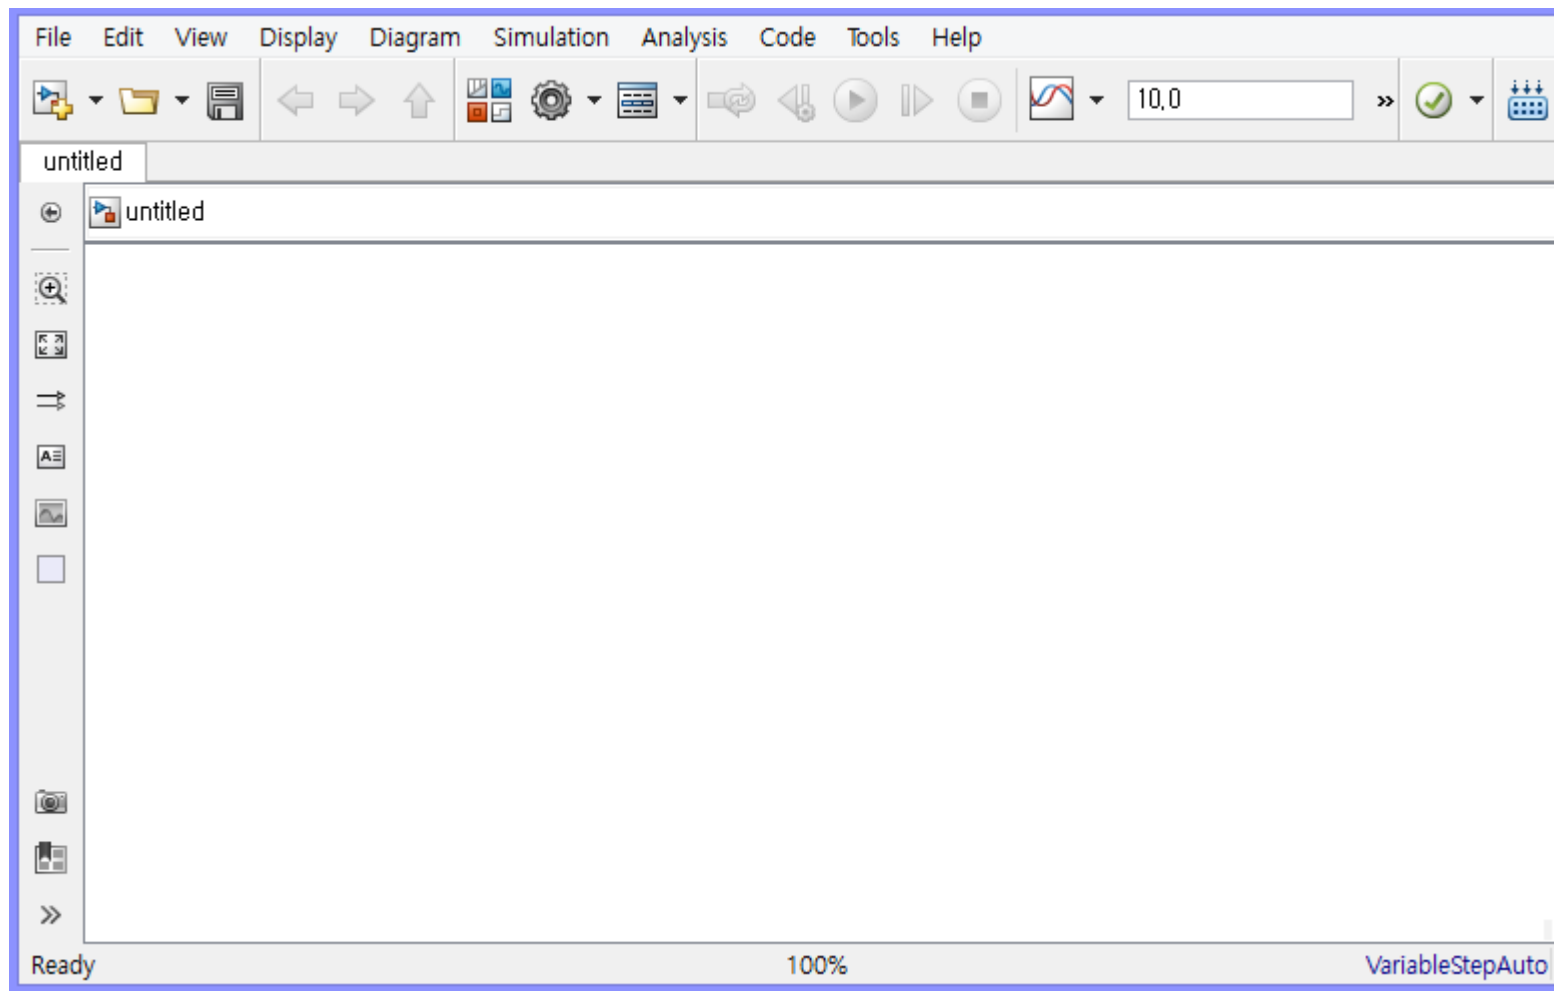 File Edit View Display Diagram Simulation Analysis Code Tools Help
10.0
untitled
untitled
Ready 100% VariableStepAuto